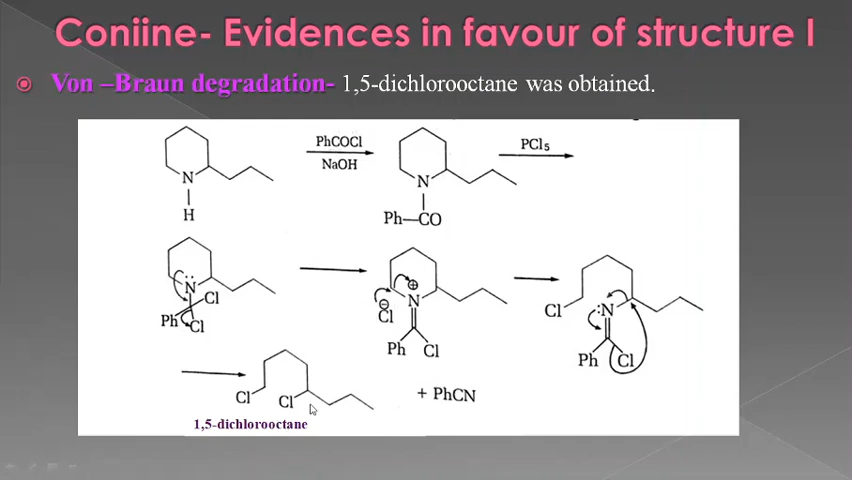 Coniine- Evidences in favour of structure I
Von –Braun degradation- 1,5-dichlorooctane was obtained.
PhCOCl
NaOH
PCl5
N
H
N
Ph—CO
N
Cl
Ph
Cl
N
Cl
Ph
Cl
Cl
:N
Ph
Cl
Cl
Cl
+ PhCN
1,5-dichlorooctane